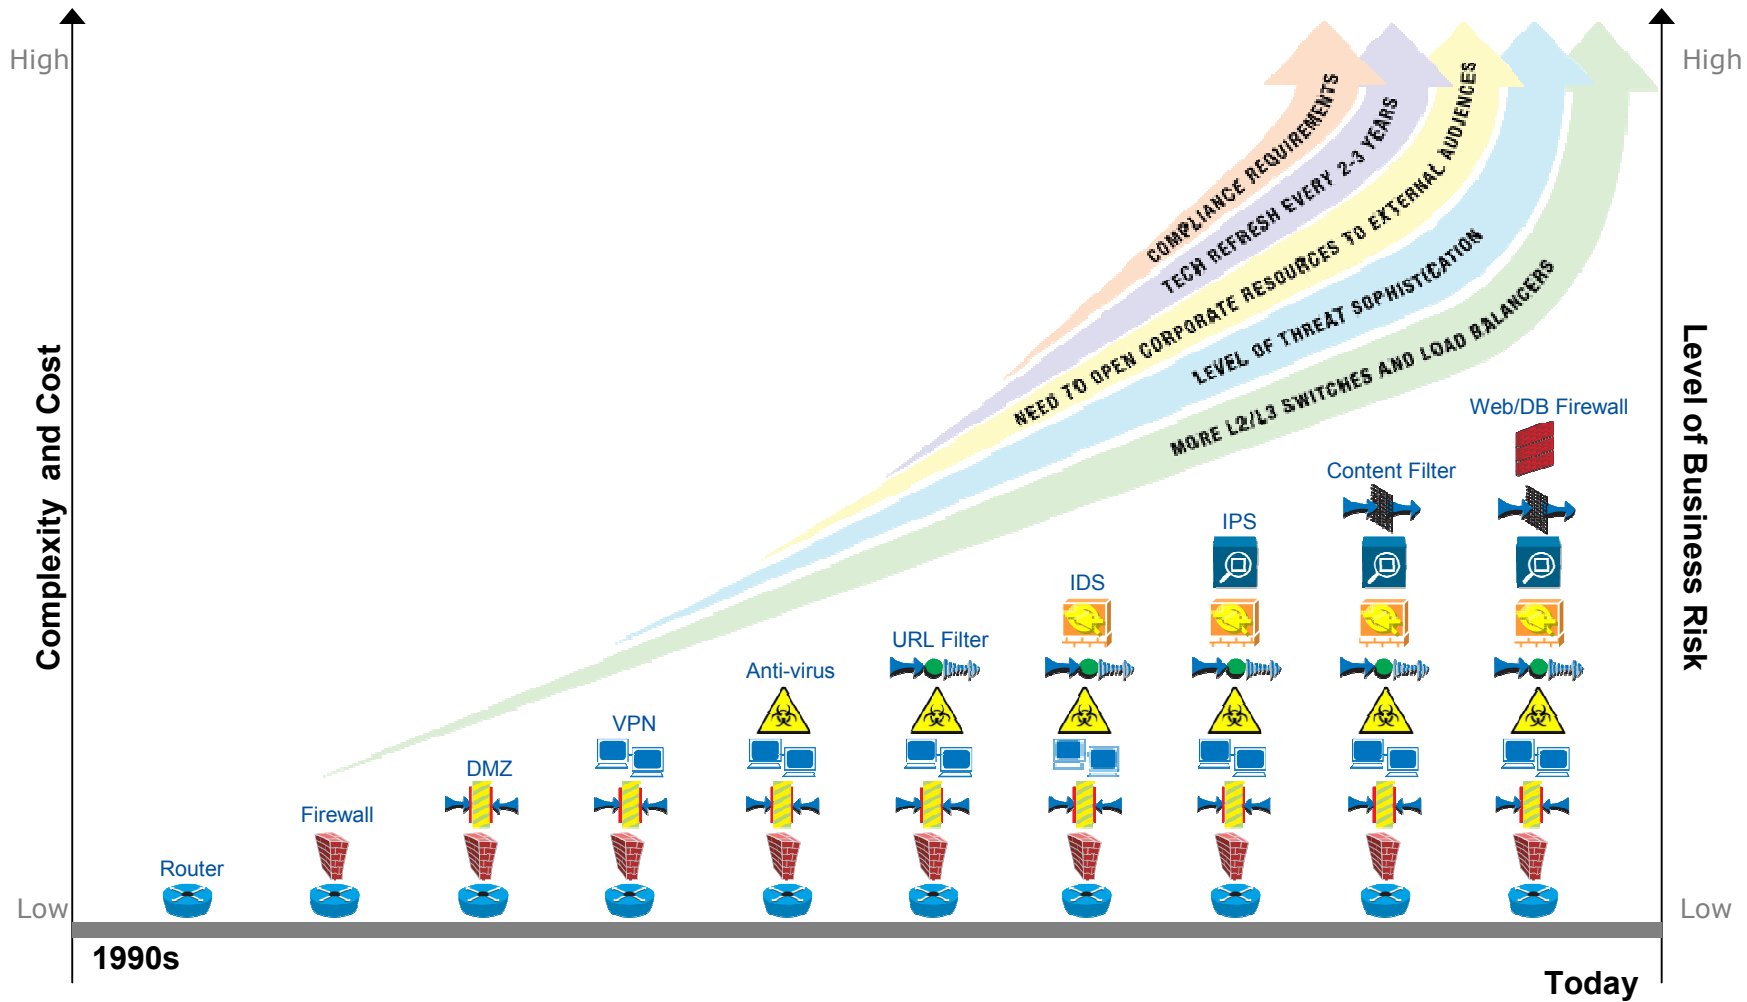 High
High
COMPLIANCE REQUIREMENTS
TECH REFRESH EVERY 2-3 YEARS
NEED TO OPEN CORPORATE RESOURCES TO EXTERNAL AUDIENCES
LEVEL OF THREAT SOPHISTICATION
MORE L2/L3 SWITCHES AND LOAD BALANCERS
Complexity and Cost
Level of Business Risk
Web/DB Firewall
Content Filter
IPS
IDS
URL Filter
Anti-virus
VPN
DMZ
Firewall
Router
Low
Low
1990s
Today